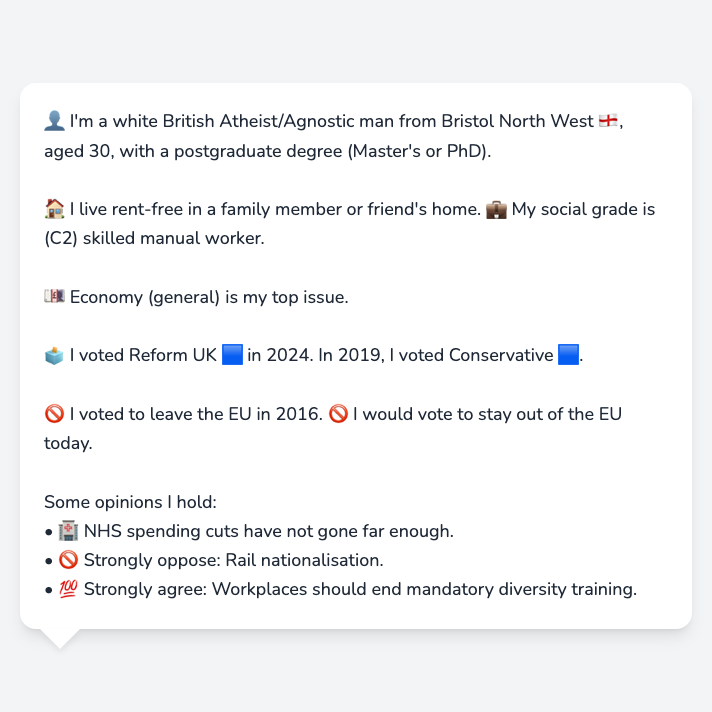 👤 I'm a white British Atheist/Agnostic man from Bristol North West 🏴󠁧󠁢󠁥󠁮󠁧󠁿,
aged 30, with a postgraduate degree (Master's or PhD).
🏠 I live rent-free in a family member or friend's home. 💼 My social grade is
(C2) skilled manual worker.
💷 Economy (general) is my top issue.
🗳️ I voted Reform UK 🟦 in 2024. In 2019, I voted Conservative 🟦.
🚫 I voted to leave the EU in 2016. 🚫 I would vote to stay out of the EU
today.
Some opinions I hold:
• 🏥 NHS spending cuts have not gone far enough.
• 🚫 Strongly oppose: Rail nationalisation.
• 💯 Strongly agree: Workplaces should end mandatory diversity training.